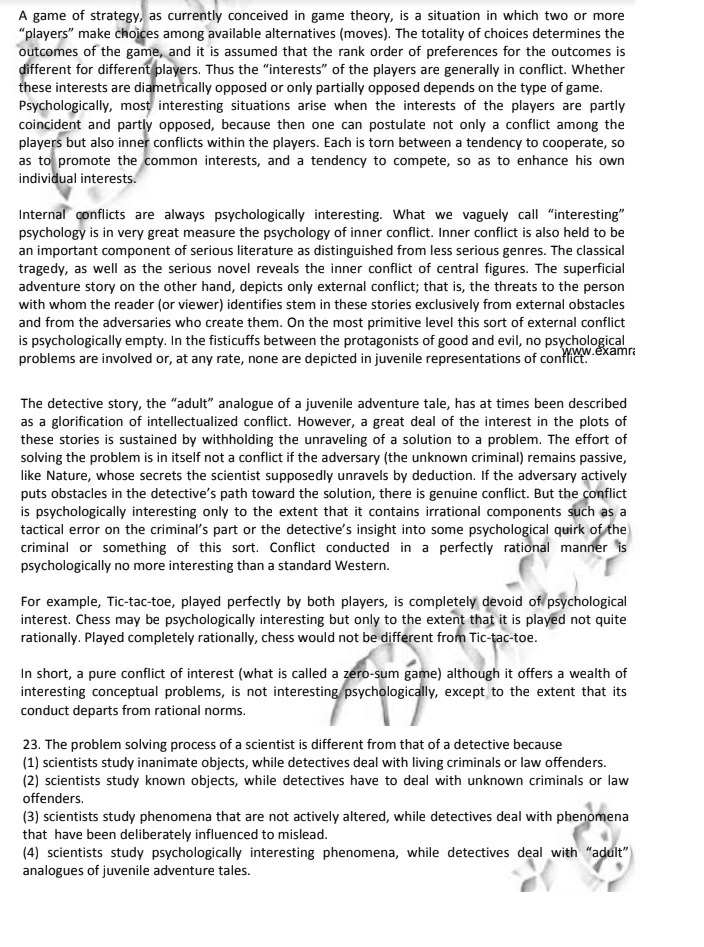 A game of strategy, as currently conceived in game theory, is a situation in which two or more
“players” make choices among available alternatives (moves). The totality of choices determines the
outcomes of the game, and it is assumed that the rank order of preferences for the outcomes is
different for different players. Thus the “interests” of the players are generally in conflict. Whether
these interests are diametrically opposed or only partially opposed depends on the type of game.
Psychologically, most interesting situations arise when the interests of the players are partly
coincident and partly opposed, because then one can postulate not only a conflict among the
players but also inner conflicts within the players. Each is torn between a tendency to cooperate, so
as to promote the common interests, and a tendency to compete, so as to enhance his own
individual interests.
Internal conflicts are always psychologically interesting. What we vaguely call “interesting”
psychology is in very great measure the psychology of inner conflict. Inner conflict is also held to be
an important component of serious literature as distinguished from less serious genres. The classical
tragedy, as well as the serious novel reveals the inner conflict of central figures. The superficial
adventure story on the other hand, depicts only external conflict; that is, the threats to the person
with whom the reader (or viewer) identifies stem in these stories exclusively from external obstacles
and from the adversaries who create them. On the most primitive level this sort of external conflict
is psychologically empty. In the fisticuffs between the protagonists of good and evil, no psychological
problems are involved or, at any rate, none are depicted in juvenile representations of conflict.
www.examra
The detective story, the “adult” analogue of a juvenile adventure tale, has at times been described
as a glorification of intellectualized conflict. However, a great deal of the interest in the plots of
these stories is sustained by withholding the unraveling of a solution to a problem. The effort of
solving the problem is in itself not a conflict if the adversary (the unknown criminal) remains passive,
like Nature, whose secrets the scientist supposedly unravels by deduction. If the adversary actively
puts obstacles in the detective’s path toward the solution, there is genuine conflict. But the conflict
is psychologically interesting only to the extent that it contains irrational components such as a
tactical error on the criminal’s part or the detective’s insight into some psychological quirk of the
criminal or something of this sort. Conflict conducted in a perfectly rational manner is
psychologically no more interesting than a standard Western.
For example, Tic-tac-toe, played perfectly by both players, is completely devoid of psychological
interest. Chess may be psychologically interesting but only to the extent that it is played not quite
rationally. Played completely rationally, chess would not be different from Tic-tac-toe.
In short, a pure conflict of interest (what is called a zero-sum game) although it offers a wealth of
interesting conceptual problems, is not interesting psychologically, except to the extent that its
conduct departs from rational norms.
23. The problem solving process of a scientist is different from that of a detective because
(1) scientists study inanimate objects, while detectives deal with living criminals or law offenders.
(2) scientists study known objects, while detectives have to deal with unknown criminals or law
offenders.
(3) scientists study phenomena that are not actively altered, while detectives deal with phenomena
that have been deliberately influenced to mislead.
(4) scientists study psychologically interesting phenomena, while detectives deal with “adult”
analogues of juvenile adventure tales.